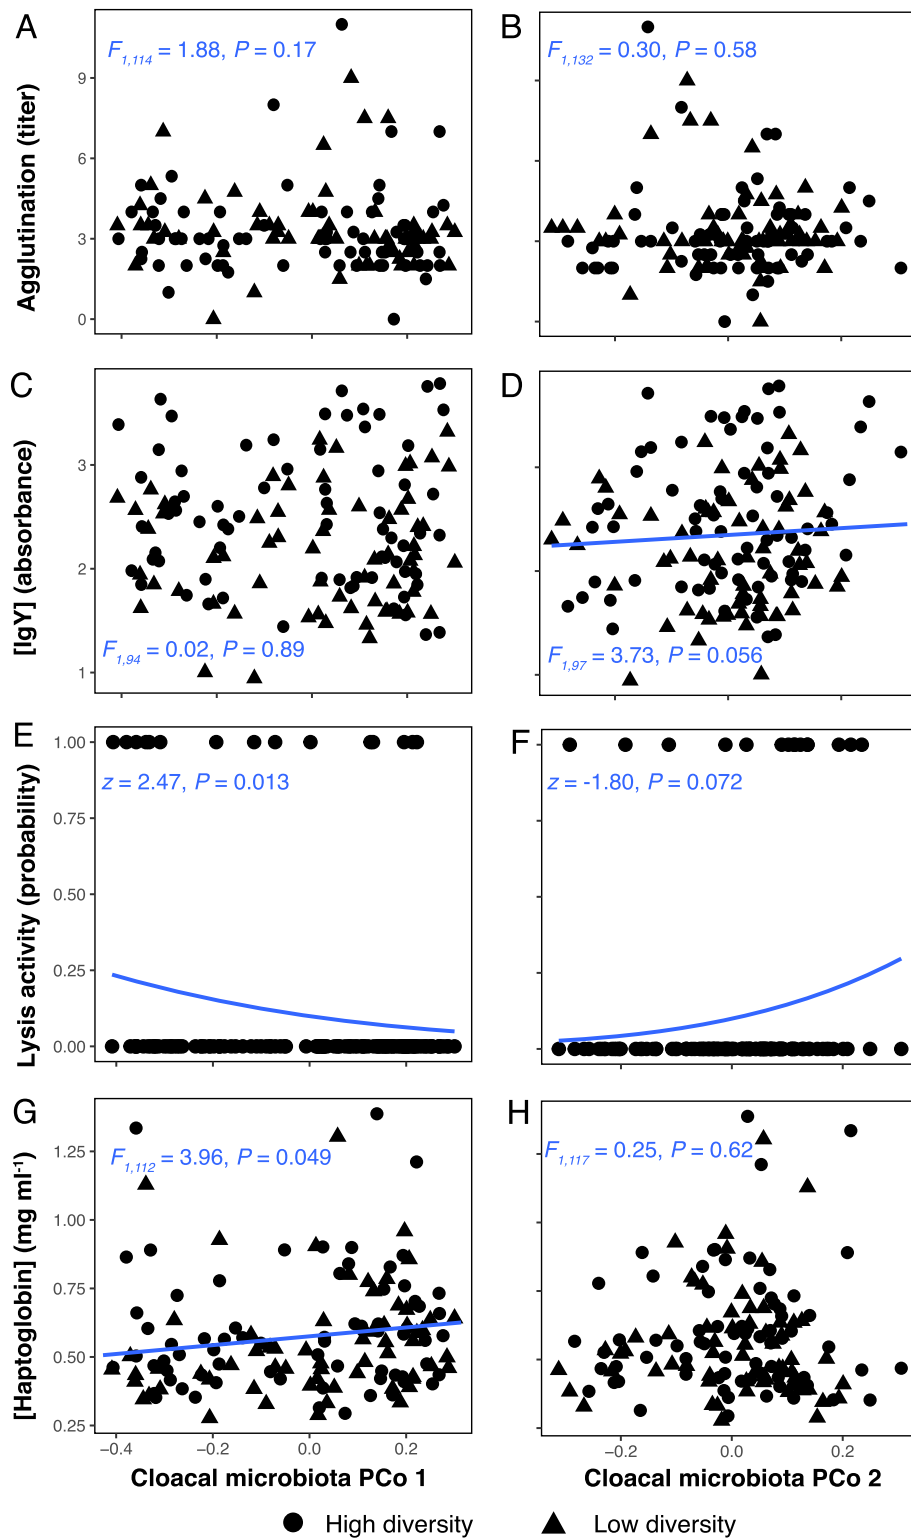 A
F1,114 = 1.88, P = 0.17
Agglutination (titer)
9
6
3
0
B
F1,132 = 0.30, P = 0.58
C
[IgY] (absorbance)
3
2
1
F1,94 = 0.02, P = 0.89
D
F1,97 = 3.73, P = 0.056
E
z = 2.47, P = 0.013
Lysis activity (probability)
1.00
0.75
0.50
0.25
0.00
F
z = -1.80, P = 0.072
G
F1,112 = 3.96, P = 0.049
[Haptoglobin] (mg ml-1)
1.25
1.00
0.75
0.50
0.25
−0.4 −0.2 0.0 0.2
Cloacal microbiota PCo 1
H
F1,117 = 0.25, P = 0.62
−0.2 0.0 0.2
Cloacal microbiota PCo 2
High diversity Low diversity